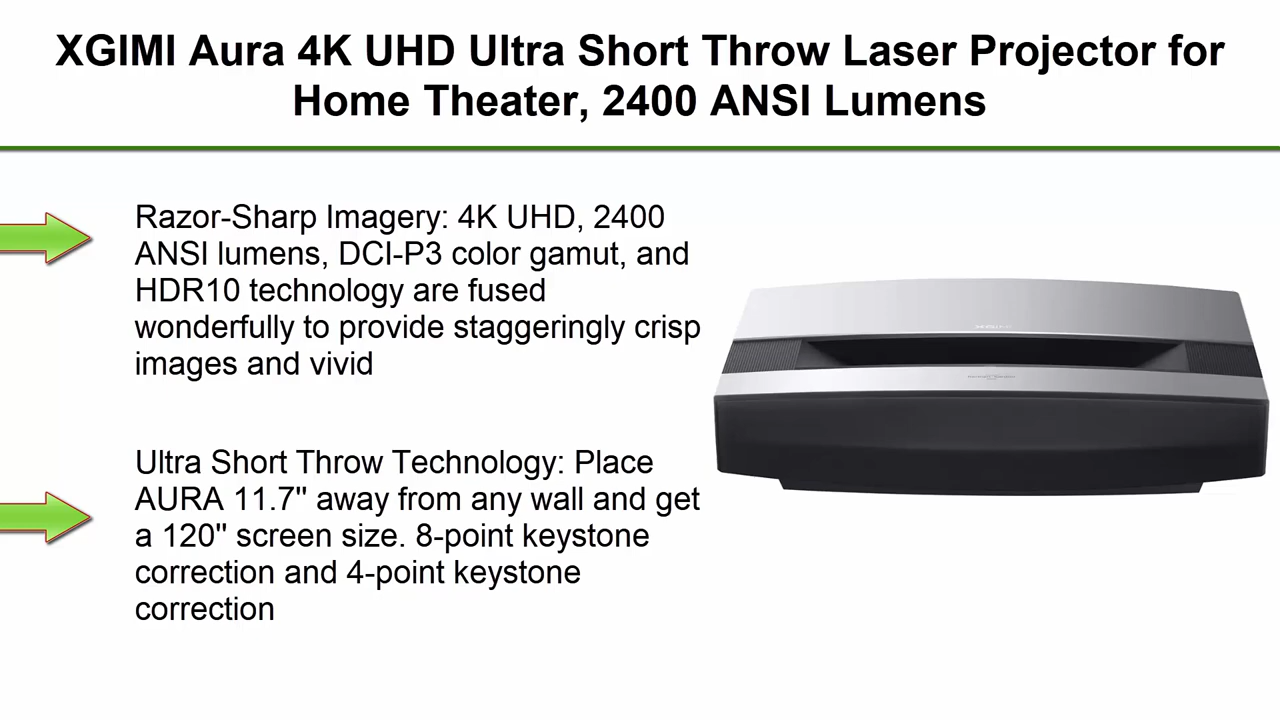 XGIMI Aura 4K UHD Ultra Short Throw Laser Projector for
Home Theater, 2400 ANSI Lumens
Razor-Sharp Imagery: 4K UHD, 2400
ANSI lumens, DCI-P3 color gamut, and
HDR10 technology are fused
wonderfully to provide staggeringly crisp
images and vivid
XGIMI
Ultra Short Throw Technology: Place
AURA 11.7'' away from any wall and get
a 120'' screen size. 8-point keystone
correction and 4-point keystone
correction